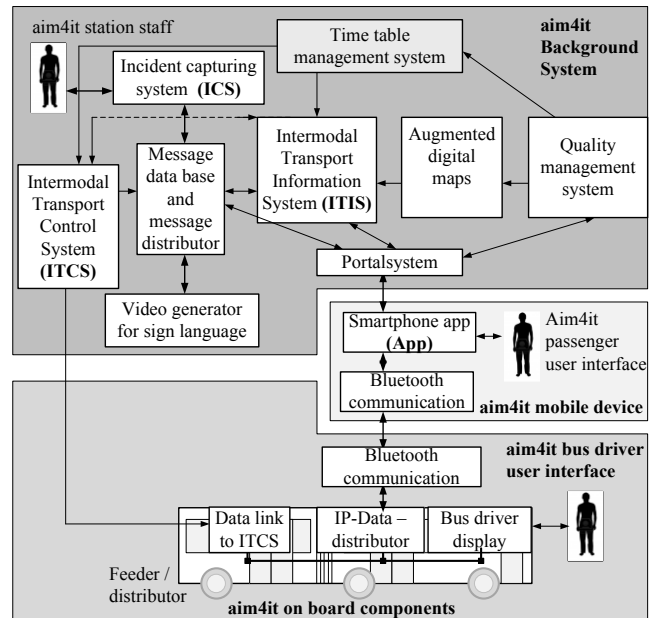 aim4it station staff
Time table
management system
aim4it
Background
System
Incident capturing
system (ICS)
Intermodal
Transport
Control
System
(ITCS)
Message
data base
and
message
distributor
Intermodal
Transport
Information
System (ITIS)
Augmented
digital
maps
Quality
management
system
Portalsystem
Video generator
for sign language
Smartphone app
(App)
Aim4it
passenger
user interface
Bluetooth
communication
aim4it mobile device
Bluetooth
communication
aim4it bus driver
user interface
Data link
to ITCS
IP-Data –
distributor
Bus driver
display
Feeder /
distributor
aim4it on board components